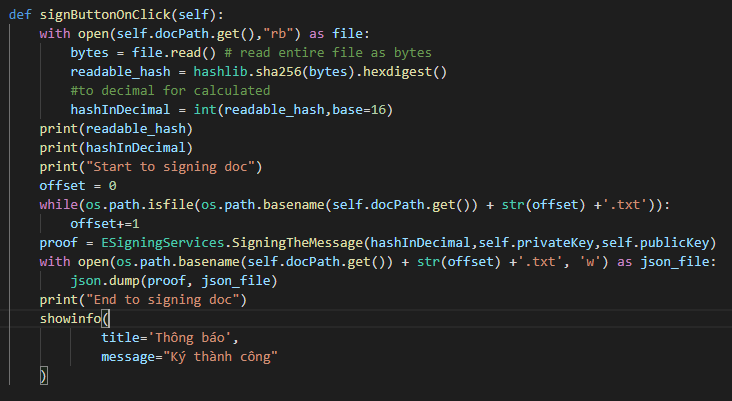 def signButtonOnClick(self):
    with open(self.docPath.get(),"rb") as file:
        bytes = file.read() # read entire file as bytes
        readable_hash = hashlib.sha256(bytes).hexdigest()
        #to decimal for calculated
        hashInDecimal = int(readable_hash,base=16)
    print(readable_hash)
    print(hashInDecimal)
    print("Start to signing doc")
    offset = 0
    while(os.path.isfile(os.path.basename(self.docPath.get()) + str(offset) +'.txt')):
        offset+=1
    proof = ESigningServices.SigningTheMessage(hashInDecimal,self.privateKey,self.publicKey)
    with open(os.path.basename(self.docPath.get()) + str(offset) +'.txt', 'w') as json_file:
        json.dump(proof, json_file)
    print("End to signing doc")
    showinfo(
            title='Thông báo',
            message="Ký thành công"
    )